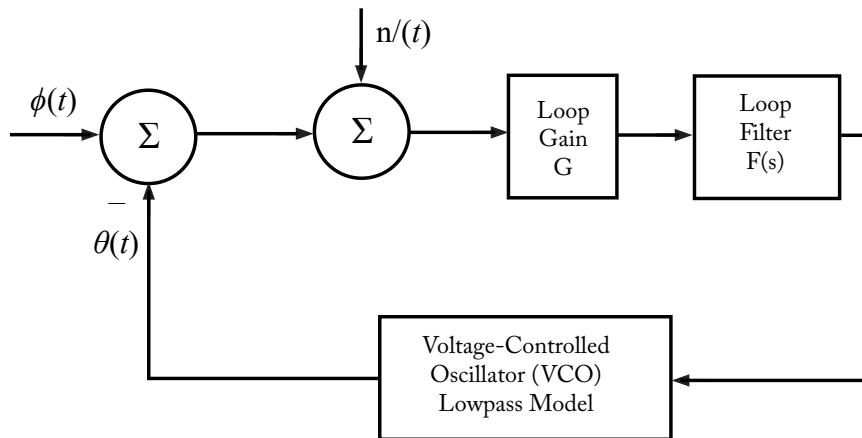 n/(t)
ϕ(t)
Σ
Σ
Loop
Gain
G
Loop
Filter
F(s)
−
θ(t)
Voltage-Controlled
Oscillator (VCO)
Lowpass Model